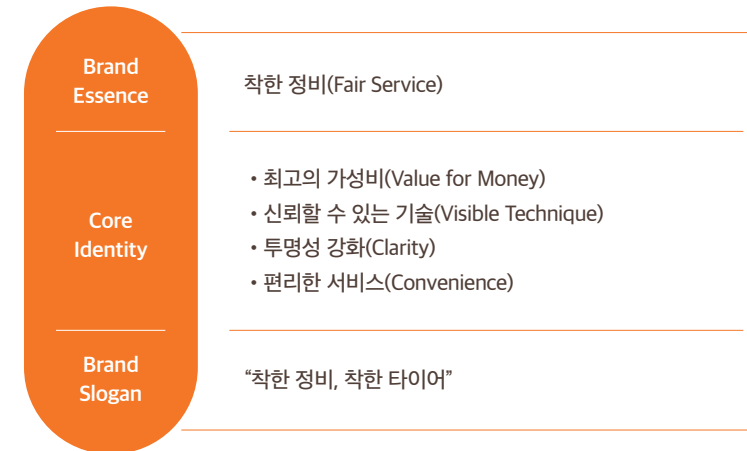 Brand
Essence
착한 정비(Fair Service)
Core
Identity
• 최고의 가성비(Value for Money)
• 신뢰할 수 있는 기술(Visible Technique)
• 투명성 강화(Clarity)
• 편리한 서비스(Convenience)
Brand
Slogan
“착한 정비, 착한 타이어”